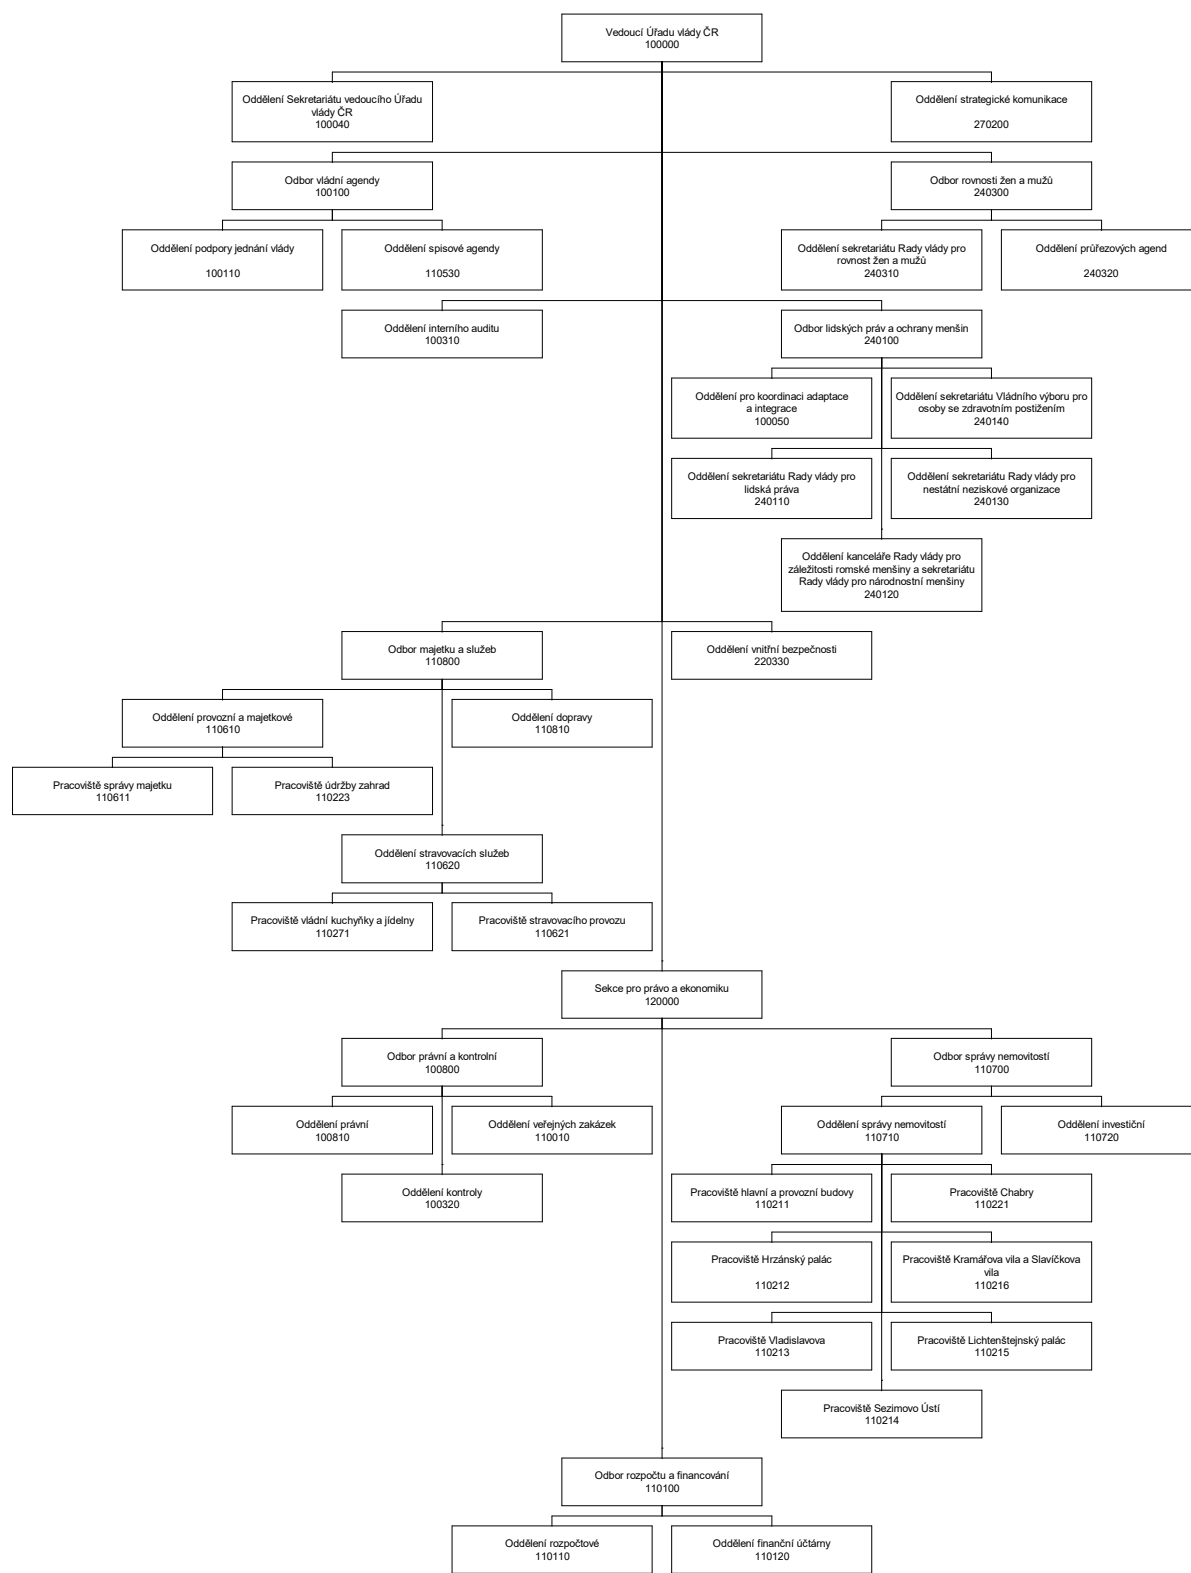 Vedoucí Úřadu vlády ČR
100000
Oddělení Sekretariátu vedoucího Úřadu
vlády ČR
100040
Oddělení strategické komunikace
270200
Odbor vládní agendy
100100
Odbor rovnosti žen a mužů
240300
Oddělení podpory jednání vlády
100110
Oddělení spisové agendy
110530
Oddělení sekretariátu Rady vlády pro
rovnost žen a mužů
240310
Oddělení průřezových agend
240320
Oddělení interního auditu
100310
Odbor lidských práv a ochrany menšin
240100
Oddělení pro koordinaci adaptace
a integrace
100050
Oddělení sekretariátu Vládního výboru pro
osoby se zdravotním postižením
240140
Oddělení sekretariátu Rady vlády pro
lidská práva
240110
Oddělení sekretariátu Rady vlády pro
nestátní neziskové organizace
240130
Oddělení kanceláře Rady vlády pro
záležitosti romské menšiny a sekretariátu
Rady vlády pro národnostní menšiny
240120
Odbor majetku a služeb
110800
Oddělení vnitřní bezpečnosti
220330
Oddělení provozní a majetkové
110610
Oddělení dopravy
110810
Pracoviště správy majetku
110611
Pracoviště údržby zahrad
110223
Oddělení stravovacích služeb
110620
Pracoviště vládní kuchyňky a jídelny
110271
Pracoviště stravovacího provozu
110621
Sekce pro právo a ekonomiku
120000
Odbor právní a kontrolní
100800
Odbor správy nemovitostí
110700
Oddělení právní
100810
Oddělení veřejných zakázek
110010
Oddělení správy nemovitostí
110710
Oddělení investiční
110720
Oddělení kontroly
100320
Pracoviště hlavní a provozní budovy
110211
Pracoviště Chabry
110221
Pracoviště Hrzánský palác
110212
Pracoviště Kramářova vila a Slavíčkova
vila
110216
Pracoviště Vladislavova
110213
Pracoviště Lichtenštejnský palác
110215
Pracoviště Sezimovo Ústí
110214
Odbor rozpočtu a financování
110100
Oddělení rozpočtové
110110
Oddělení finanční účtárny
110120